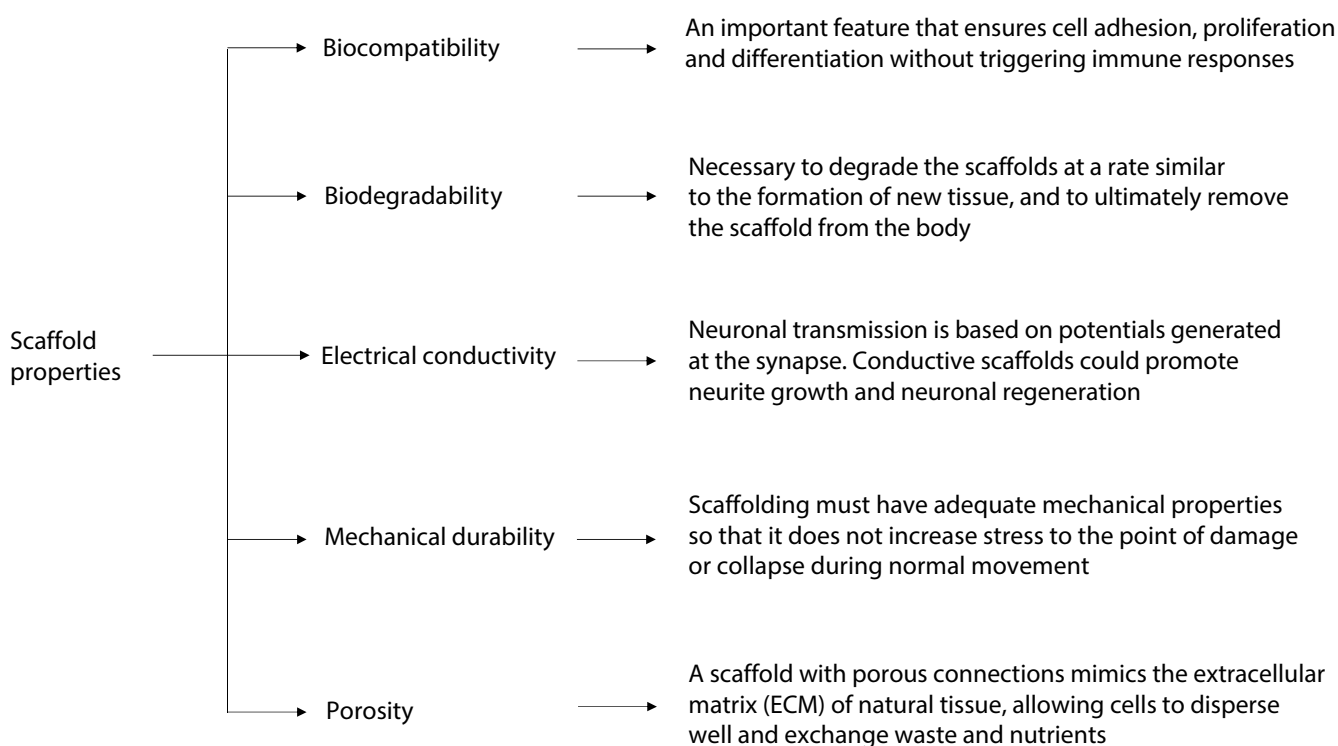 Scaffold
properties
Biocompatibility
An important feature that ensures cell adhesion, proliferation
and differentiation without triggering immune responses
Biodegradability
Necessary to degrade the scaffolds at a rate similar
to the formation of new tissue, and to ultimately remove
the scaffold from the body
Electrical conductivity
Neuronal transmission is based on potentials generated
at the synapse. Conductive scaffolds could promote
neurite growth and neuronal regeneration
Mechanical durability
Scaffolding must have adequate mechanical properties
so that it does not increase stress to the point of damage
or collapse during normal movement
Porosity
A scaffold with porous connections mimics the extracellular
matrix (ECM) of natural tissue, allowing cells to disperse
well and exchange waste and nutrients